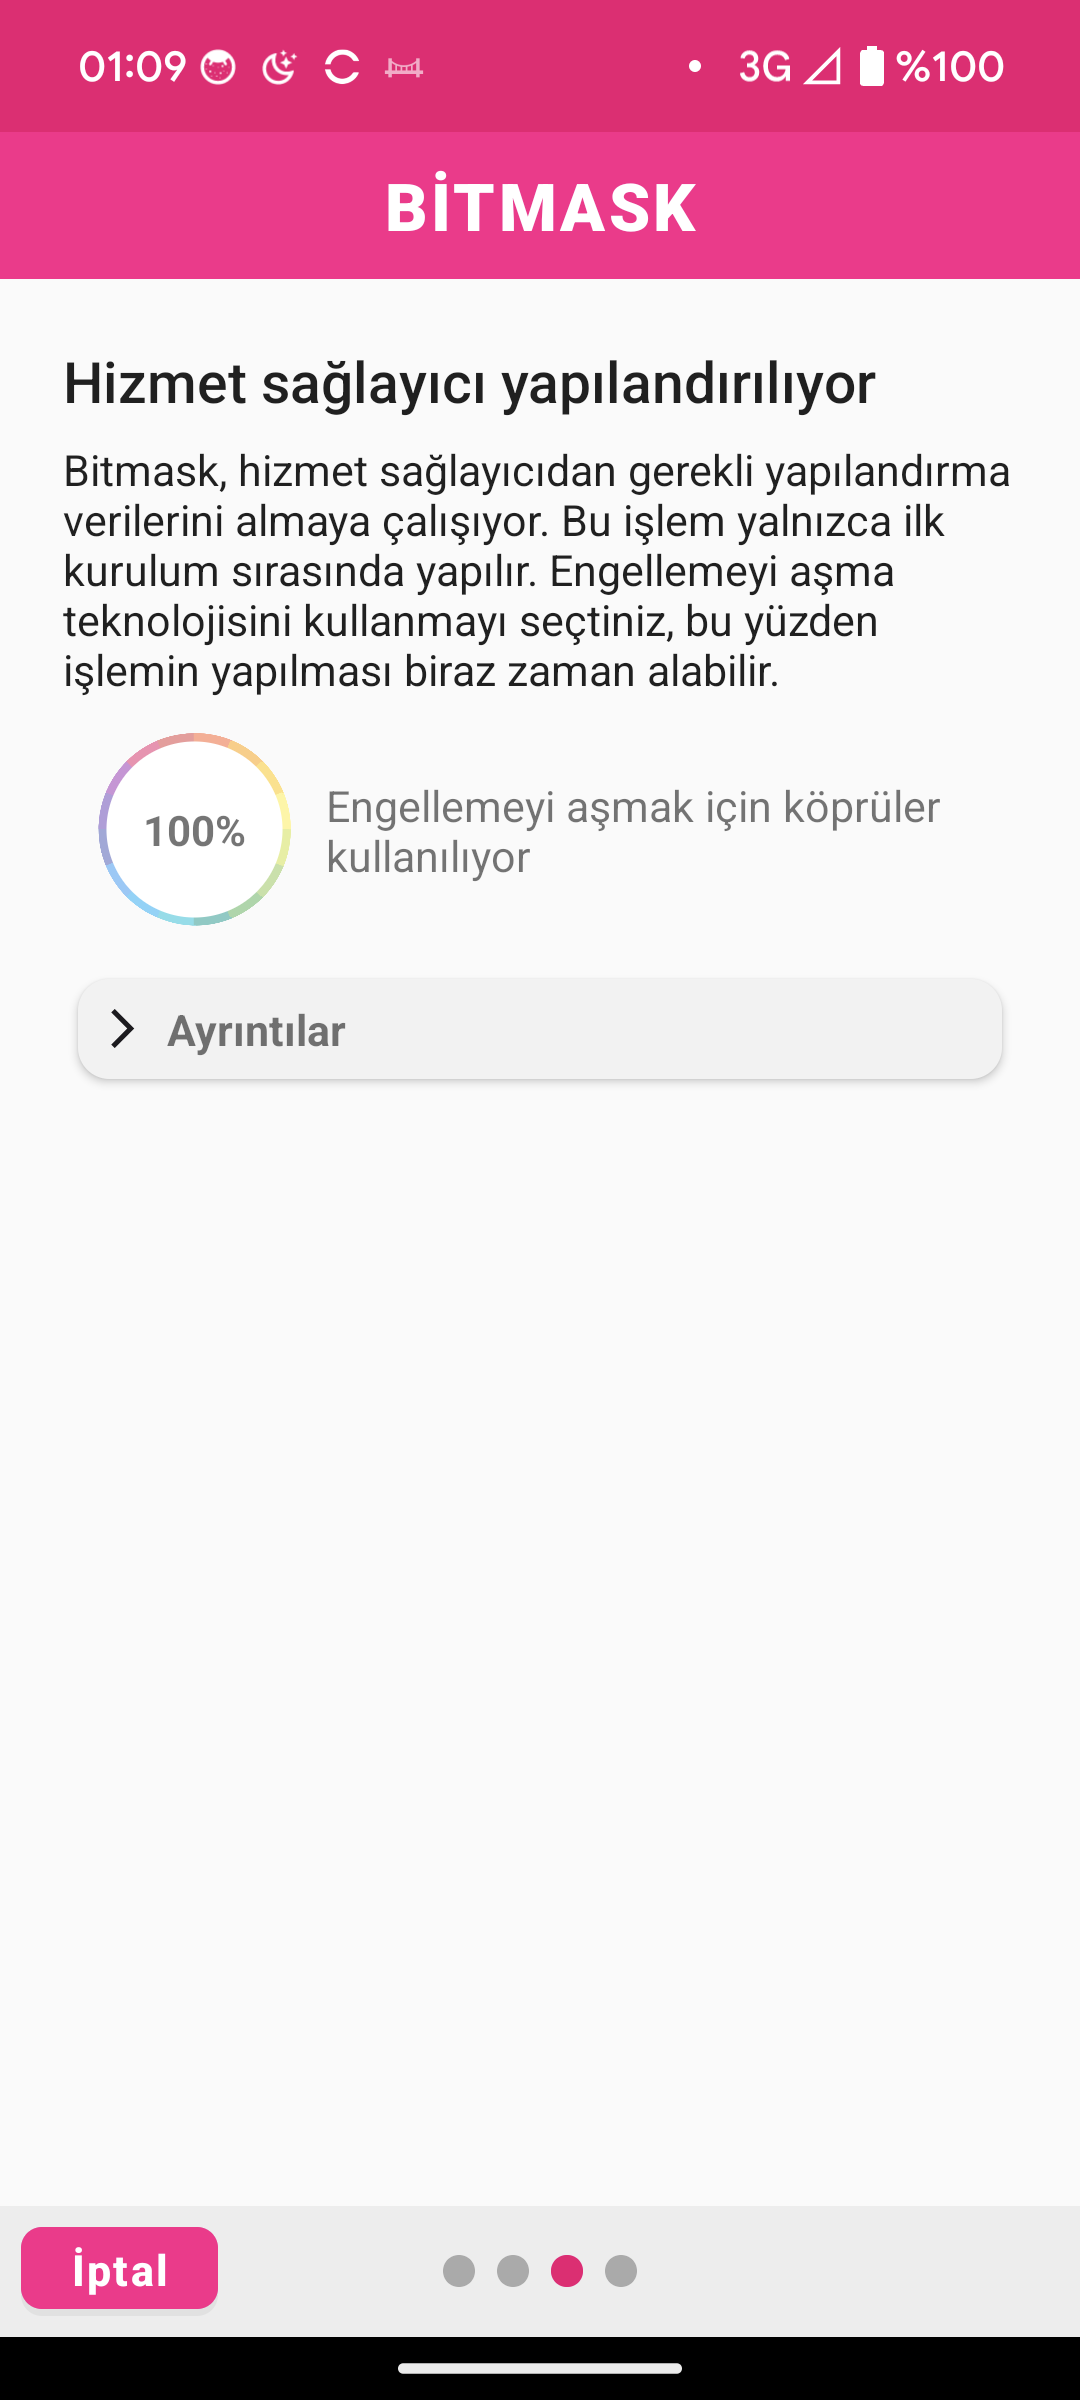 01:09
3G %100
BİTMASK
Hizmet sağlayıcı yapılandırılıyor
Bitmask, hizmet sağlayıcıdan gerekli yapılandırma
verilerini almaya çalışıyor. Bu işlem yalnızca ilk
kurulum sırasında yapılır. Engellemeyi aşma
teknolojisini kullanmayı seçtiniz, bu yüzden
işlemin yapılması biraz zaman alabilir.
100%
Engellemeyi aşmak için köprüler
kullanılıyor
Ayrıntılar
İptal